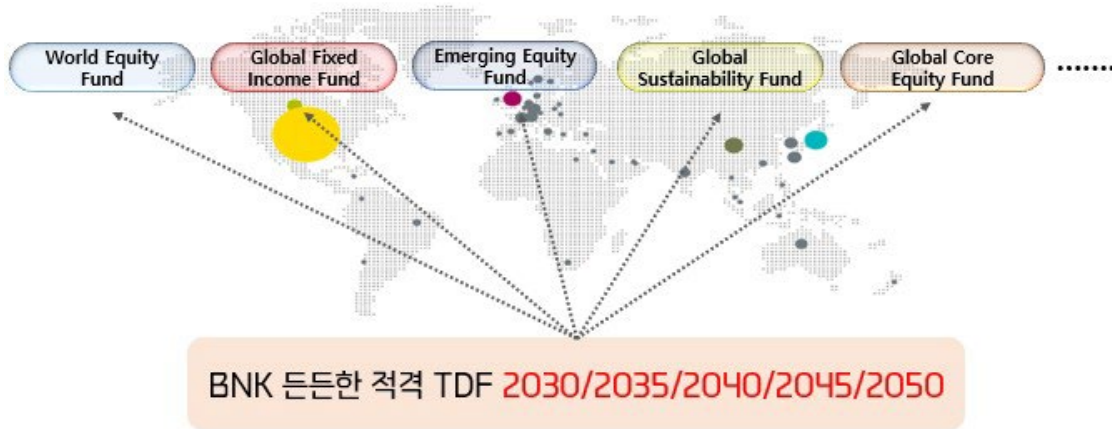 World Equity
Fund
Global Fixed
Income Fund
Emerging Equity
Fund
Global
Sustainability Fund
Global Core
Equity Fund
........
BNK 든든한 적격 TDF 2030/2035/2040/2045/2050